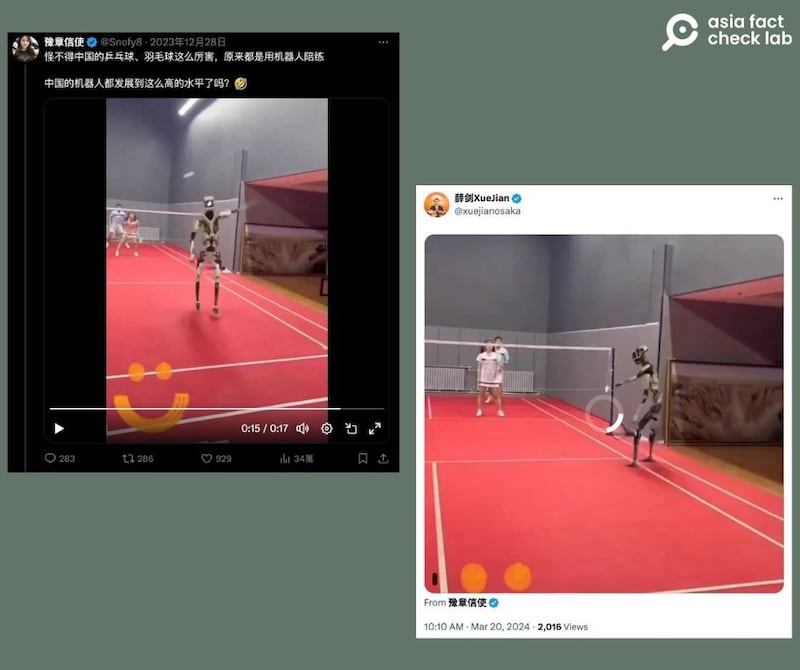 asia fact
check lab
豫章信使 @Snofy8 · 2023年12月28日
怪不得中国的乒乓球、羽毛球这么厉害，原来都是用机器人陪练
中国的机器人都发展到这么高的水平了吗？🤣
0:15 / 0:17
283 286 929 34萬
薛剑XueJian
@xuejianosaka
From 豫章信使
10:10 AM · Mar 20, 2024 · 2,016 Views